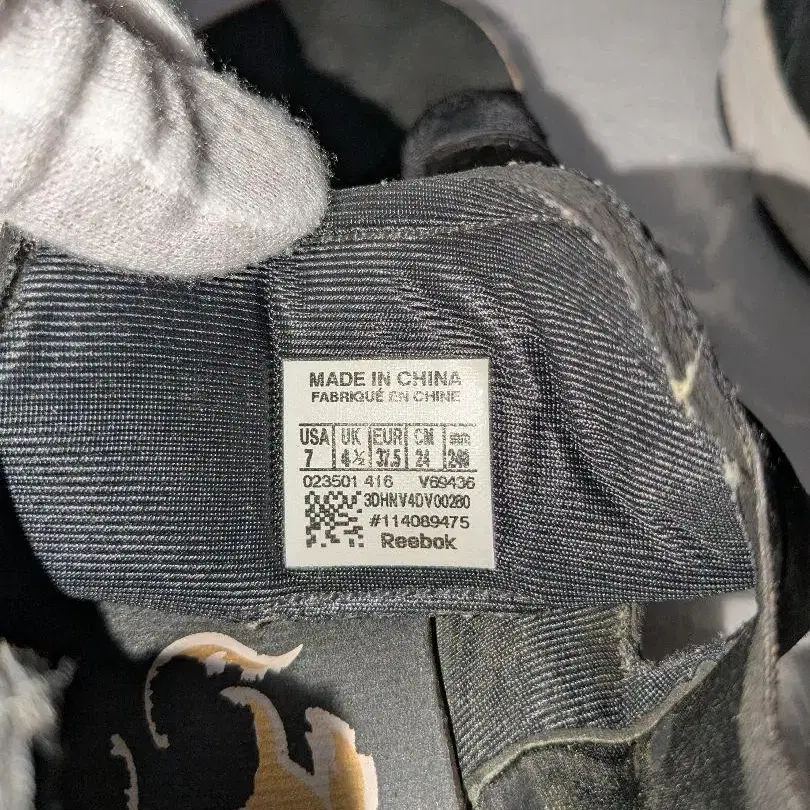 MADE IN CHINA
FABRIQUÉ EN CHINE
USA UK EUR CM mm
7 4½ 37.5 24 240
023501 416 V69436
3DHNV4DV00280
#114089475
Reebok